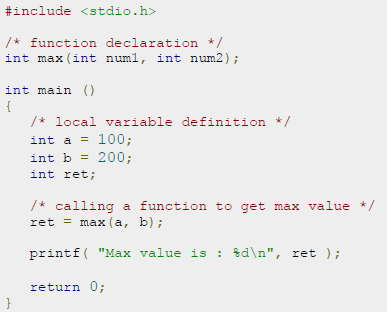 #include <stdio.h>
/* function declaration */
int max(int num1, int num2);
int main ()
{
/* local variable definition */
int a = 100;
int b = 200;
int ret;
/* calling a function to get max value */
ret = max(a, b);
printf( "Max value is : %d\n", ret );
return 0;
}